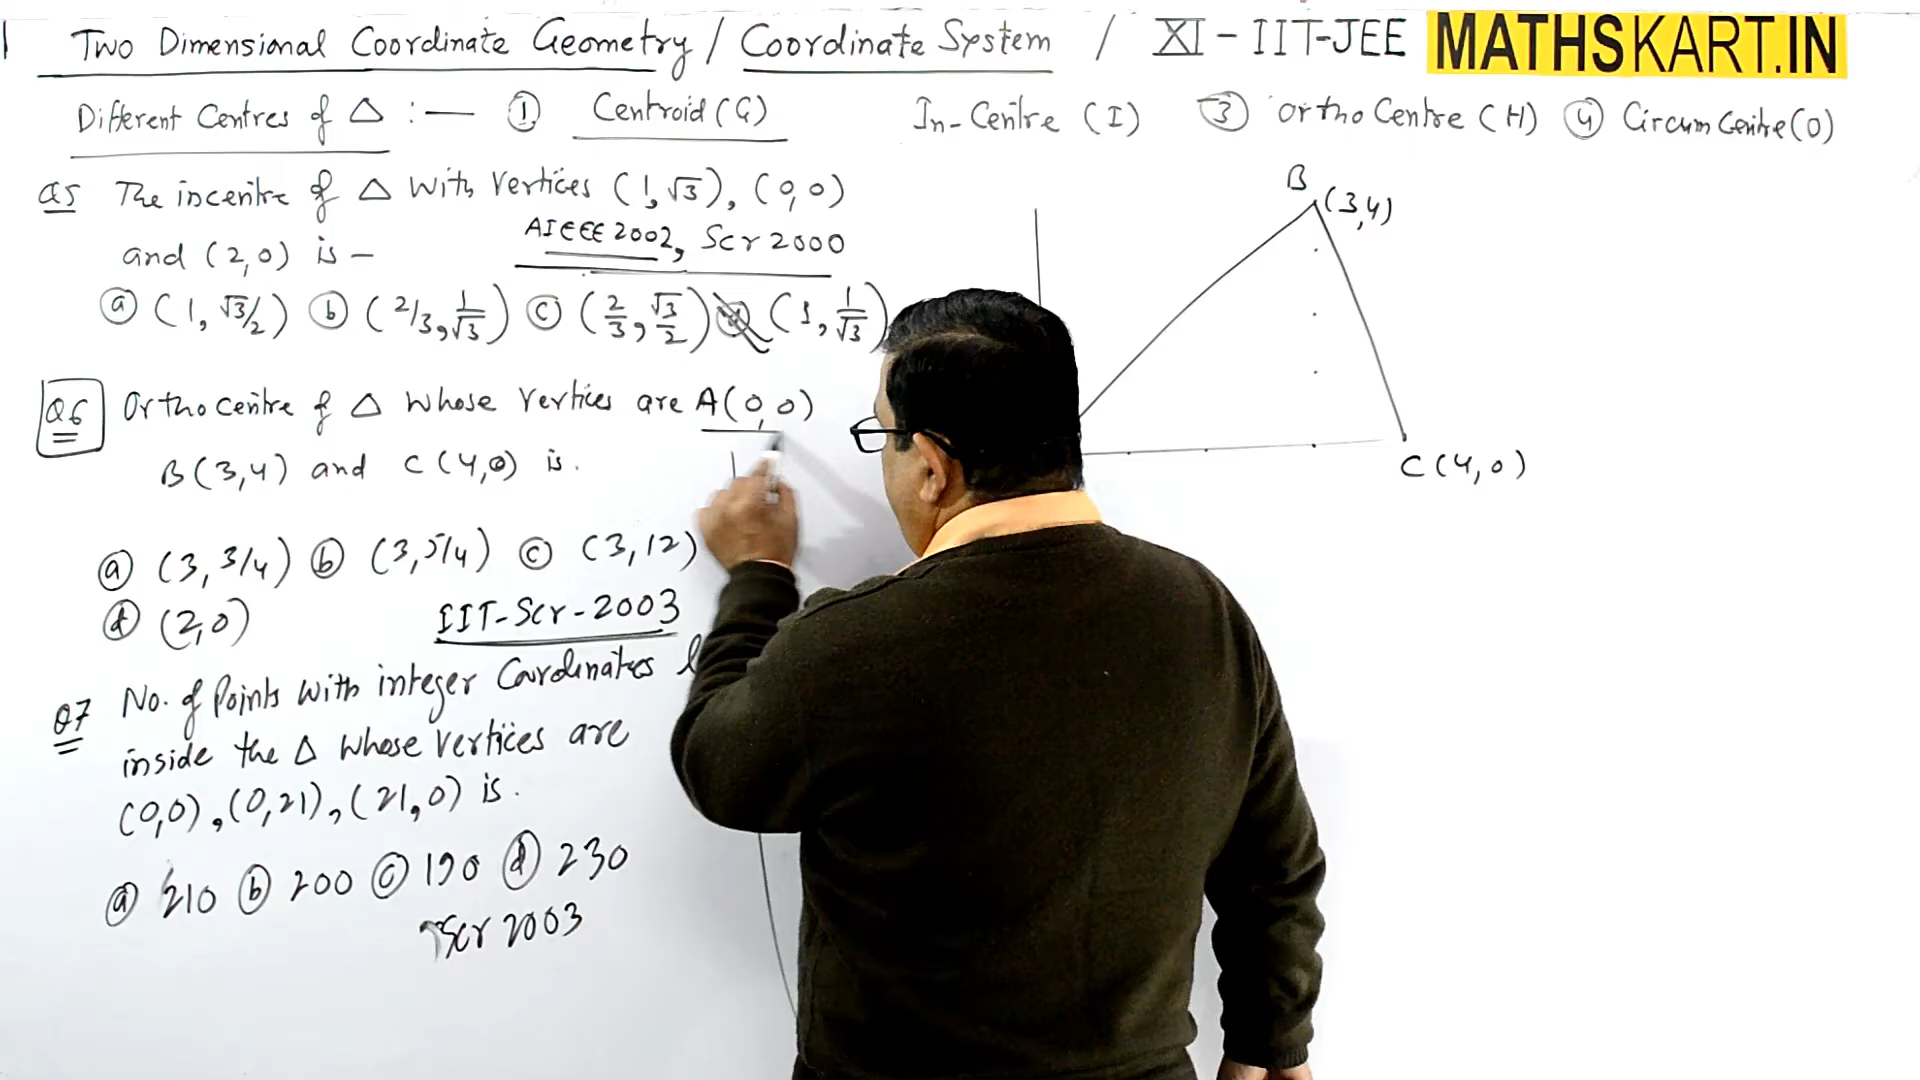 Two Dimensional Coordinate Geometry / Coordinate System / XI - IIT-JEE MATHSKART.IN
Different Centres of △ :— ① Centroid (G) In-Centre (I) ③ OrthoCentre (H) ④ Circum Centre (O)
Q5 The incentre of △ with vertices (1,√3), (0,0)
and (2,0) is – AIEEE 2002, Scr 2000
ⓐ (1, √3/2) ⓑ (2/3, 1/√3) ⓒ (2/3, √3/2) ⓓ (1, 1/√3)
Q6 Orthocentre of △ whose vertices are A(0,0)
B(3,4) and C(4,0) is.
ⓐ (3, 3/4) ⓑ (3, 5/4) ⓒ (3,12)
ⓓ (2,0) IIT-Scr-2003
Q7 No. of Points with integer Coordinates
inside the △ whose vertices are
(0,0), (0,21), (21,0) is.
ⓐ 210 ⓑ 200 ⓒ 190 ⓓ 230
Scr 2003
B
(3,4)
C(4,0)